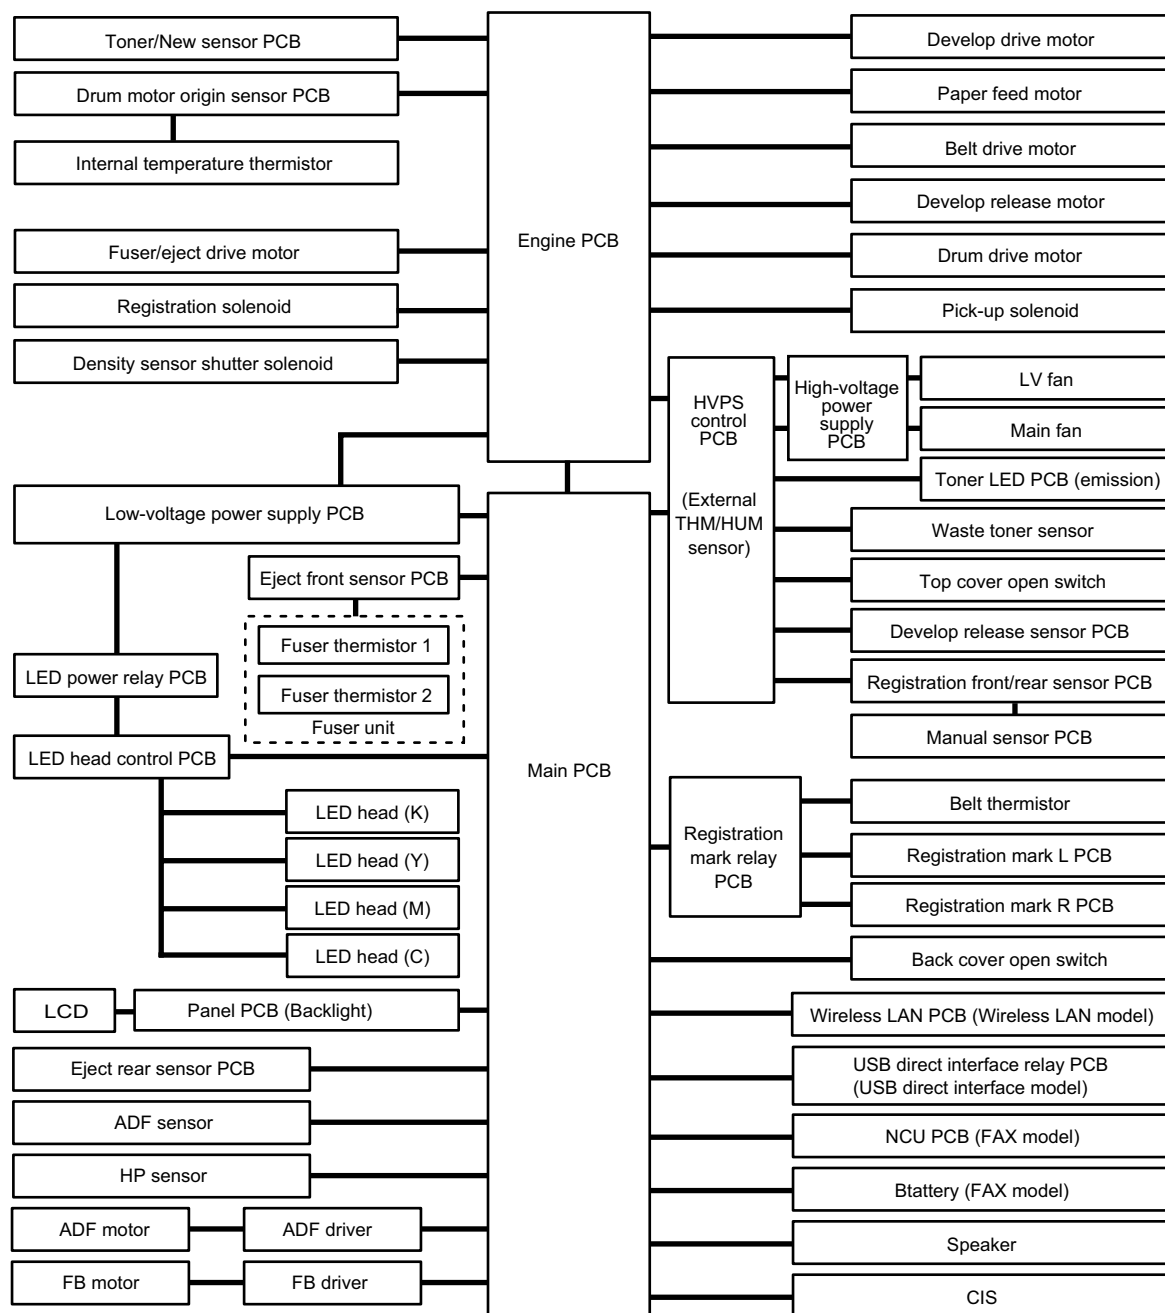 Toner/New sensor PCB
Drum motor origin sensor PCB
Internal temperature thermistor
Fuser/eject drive motor
Registration solenoid
Density sensor shutter solenoid
Engine PCB
Develop drive motor
Paper feed motor
Belt drive motor
Develop release motor
Drum drive motor
Pick-up solenoid
HVPS
control
PCB
(External
THM/HUM
sensor)
High-voltage
power
supply
PCB
LV fan
Main fan
Toner LED PCB (emission)
Waste toner sensor
Top cover open switch
Develop release sensor PCB
Registration front/rear sensor PCB
Manual sensor PCB
Low-voltage power supply PCB
Eject front sensor PCB
Fuser thermistor 1
Fuser thermistor 2
Fuser unit
LED power relay PCB
LED head control PCB
LED head (K)
LED head (Y)
LED head (M)
LED head (C)
Main PCB
Registration
mark relay
PCB
Belt thermistor
Registration mark L PCB
Registration mark R PCB
Back cover open switch
LCD
Panel PCB (Backlight)
Eject rear sensor PCB
ADF sensor
HP sensor
ADF motor
ADF driver
FB motor
FB driver
Wireless LAN PCB (Wireless LAN model)
USB direct interface relay PCB
(USB direct interface model)
NCU PCB (FAX model)
Btattery (FAX model)
Speaker
CIS